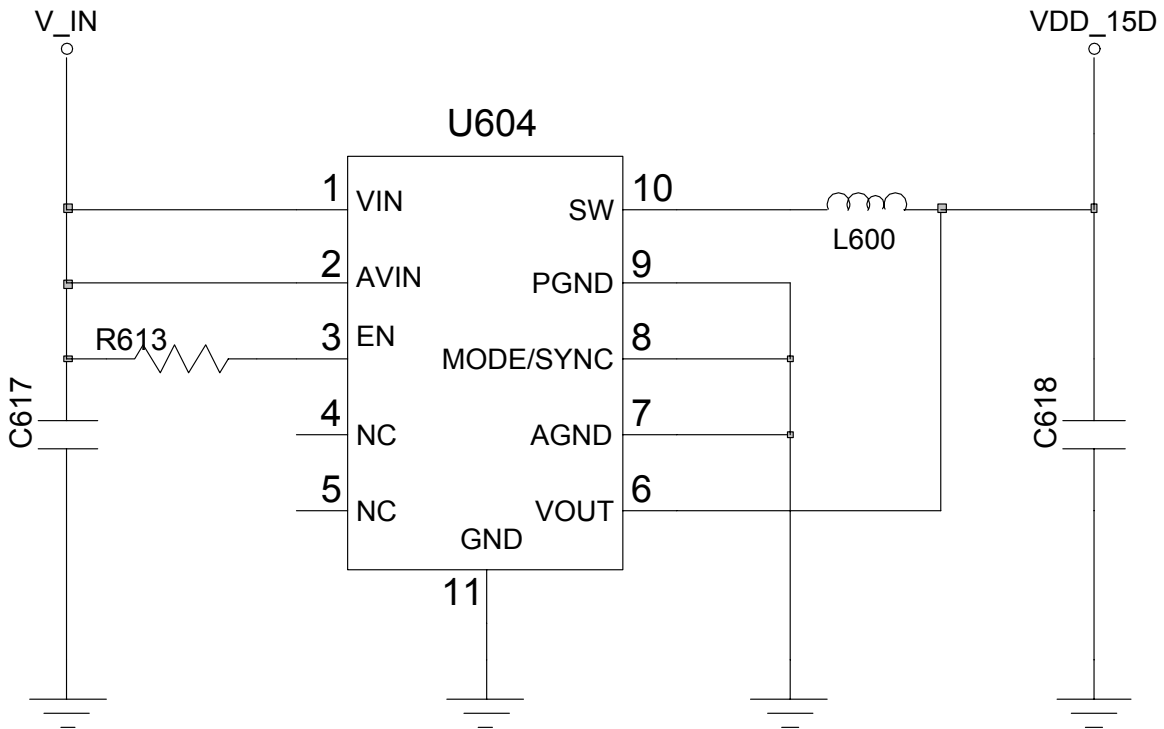 V_IN
VDD_15D
U604
1
VIN
SW
10
L600
2
AVIN
PGND
9
R613
3
EN
MODE/SYNC
8
C617
4
NC
AGND
7
C618
5
NC
VOUT
6
GND
11